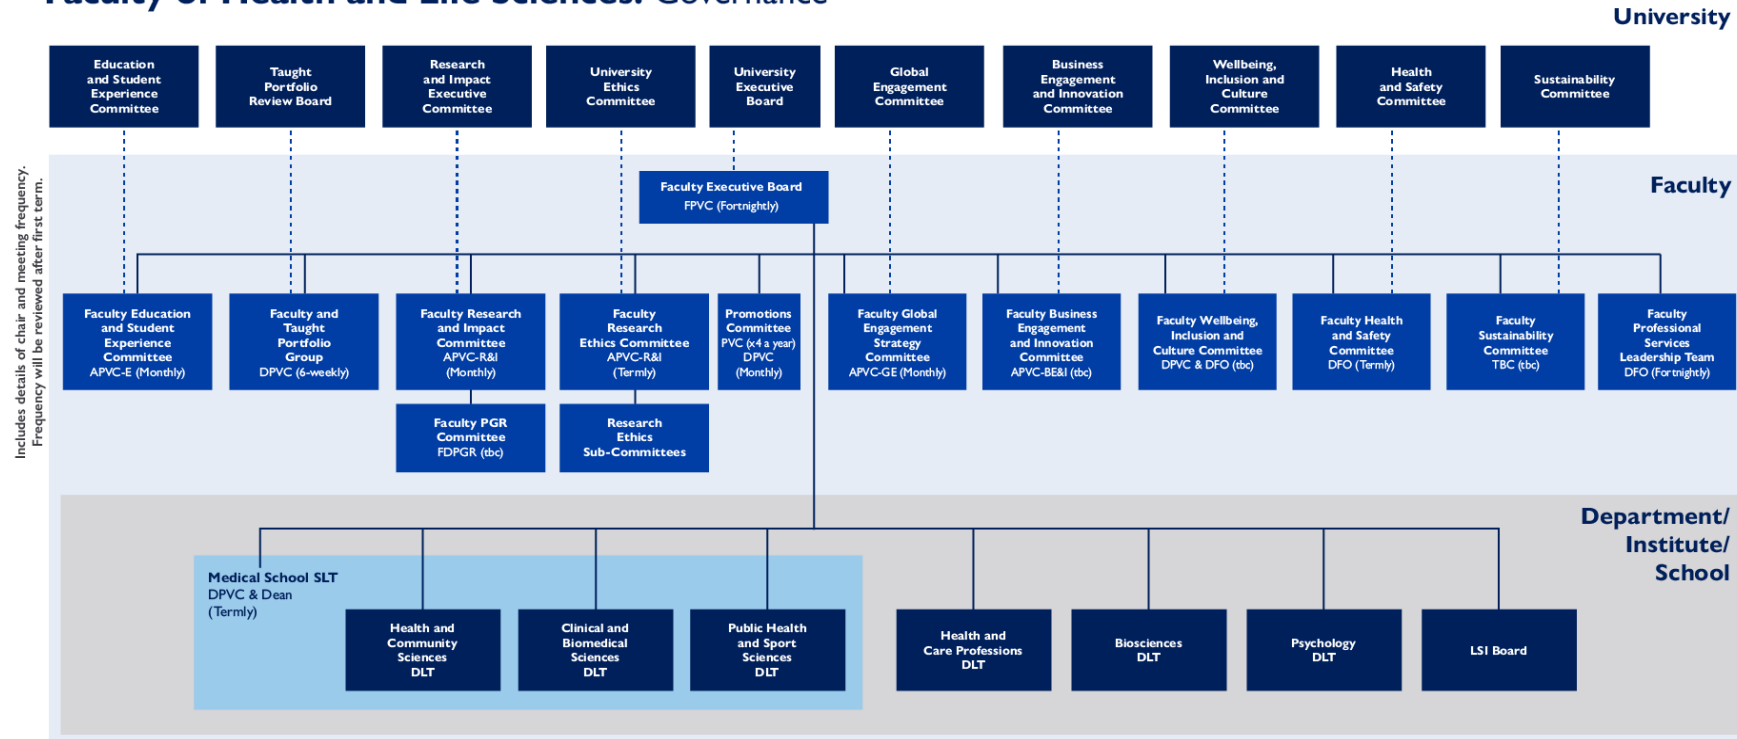 Faculty of Health and Life Sciences: Governance
University
Education
and Student
Experience
Committee
Taught
Portfolio
Review Board
Research
and Impact
Executive
Committee
University
Ethics
Committee
University
Executive
Board
Global
Engagement
Committee
Business
Engagement
and Innovation
Committee
Wellbeing,
Inclusion and
Culture
Committee
Health
and Safety
Committee
Sustainability
Committee
Includes details of chair and meeting frequency.
Frequency will be reviewed after first term.
Faculty
Faculty Executive Board
FPVC (Fortnightly)
Faculty Education
and Student
Experience
Committee
APVC-E (Monthly)
Faculty and
Taught
Portfolio
Group
DPVC (6-weekly)
Faculty Research
and Impact
Committee
APVC-R&I
(Monthly)
Faculty
Research
Ethics Committee
APVC-R&I
(Termly)
Promotions
Committee
PVC (x4 a year)
DPVC
(Monthly)
Faculty Global
Engagement
Strategy
Committee
APVC-GE (Monthly)
Faculty Business
Engagement
and Innovation
Committee
APVC-BE&I (tbc)
Faculty Wellbeing,
Inclusion and
Culture Committee
DPVC & DFO (tbc)
Faculty Health
and Safety
Committee
DFO (Termly)
Faculty
Sustainability
Committee
TBC (tbc)
Faculty
Professional
Services
Leadership Team
DFO (Fortnightly)
Faculty PGR
Committee
FDPGR (tbc)
Research
Ethics
Sub-Committees
Department/
Institute/
School
Medical School SLT
DPVC & Dean
(Termly)
Health and
Community
Sciences
DLT
Clinical and
Biomedical
Sciences
DLT
Public Health
and Sport
Sciences
DLT
Health and
Care Professions
DLT
Biosciences
DLT
Psychology
DLT
LSI Board